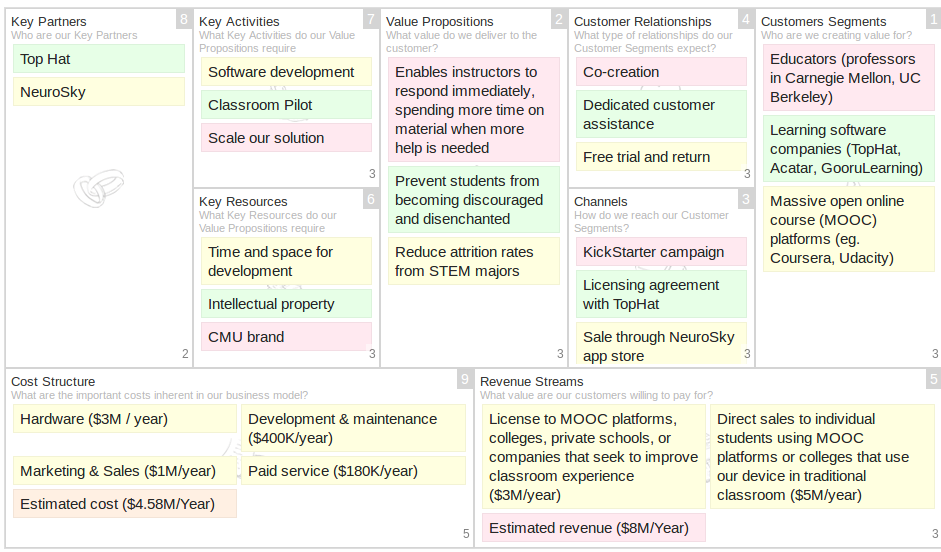 Key Partners
8
Who are our Key Partners
Top Hat
NeuroSky
2
Key Activities
7
What Key Activities do our Value
Propositions require
Software development
Classroom Pilot
Scale our solution
3
Key Resources
6
What Key Resources do our
Value Propositions require
Time and space for
development
Intellectual property
CMU brand
3
Value Propositions
2
What value do we deliver to the
customer?
Enables instructors to
respond immediately,
spending more time on
material when more
help is needed
Prevent students from
becoming discouraged
and disenchanted
Reduce attrition rates
from STEM majors
3
Customer Relationships
4
What type of relationships do our
Customer Segments expect?
Co-creation
Dedicated customer
assistance
Free trial and return
3
Channels
3
How do we reach our Customer
Segments?
KickStarter campaign
Licensing agreement
with TopHat
Sale through NeuroSky
app store
3
Customers Segments
1
Who are we creating value for?
Educators (professors
in Carnegie Mellon, UC
Berkeley)
Learning software
companies (TopHat,
Acatar, GooruLearning)
Massive open online
course (MOOC)
platforms (eg.
Coursera, Udacity)
3
Cost Structure
9
What are the important costs inherent in our business model?
Hardware ($3M / year)
Development & maintenance
($400K/year)
Marketing & Sales ($1M/year)
Paid service ($180K/year)
Estimated cost ($4.58M/Year)
5
Revenue Streams
5
What value are our customers willing to pay for?
License to MOOC platforms,
colleges, private schools, or
companies that seek to improve
classroom experience
($3M/year)
Direct sales to individual
students using MOOC
platforms or colleges that use
our device in traditional
classroom ($5M/year)
Estimated revenue ($8M/Year)
3